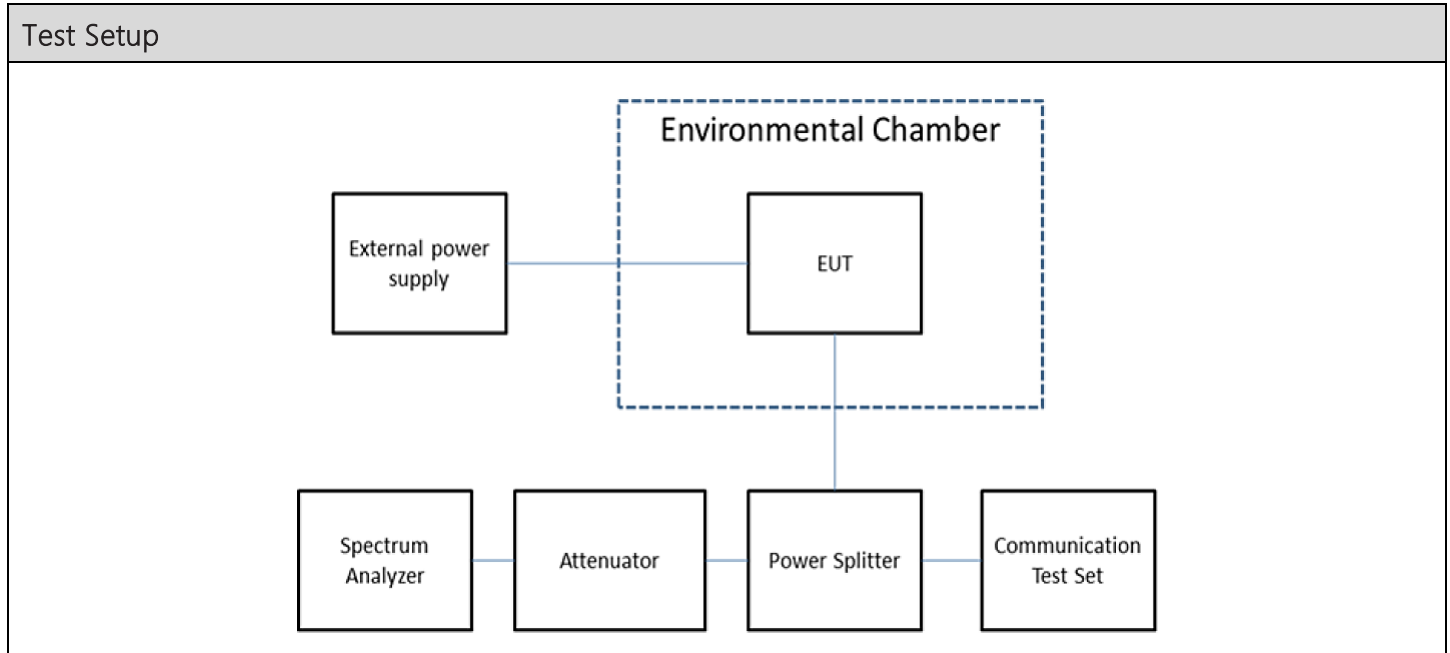 Test Setup
Environmental Chamber
External power
supply
EUT
Spectrum
Analyzer
Attenuator
Power Splitter
Communication
Test Set